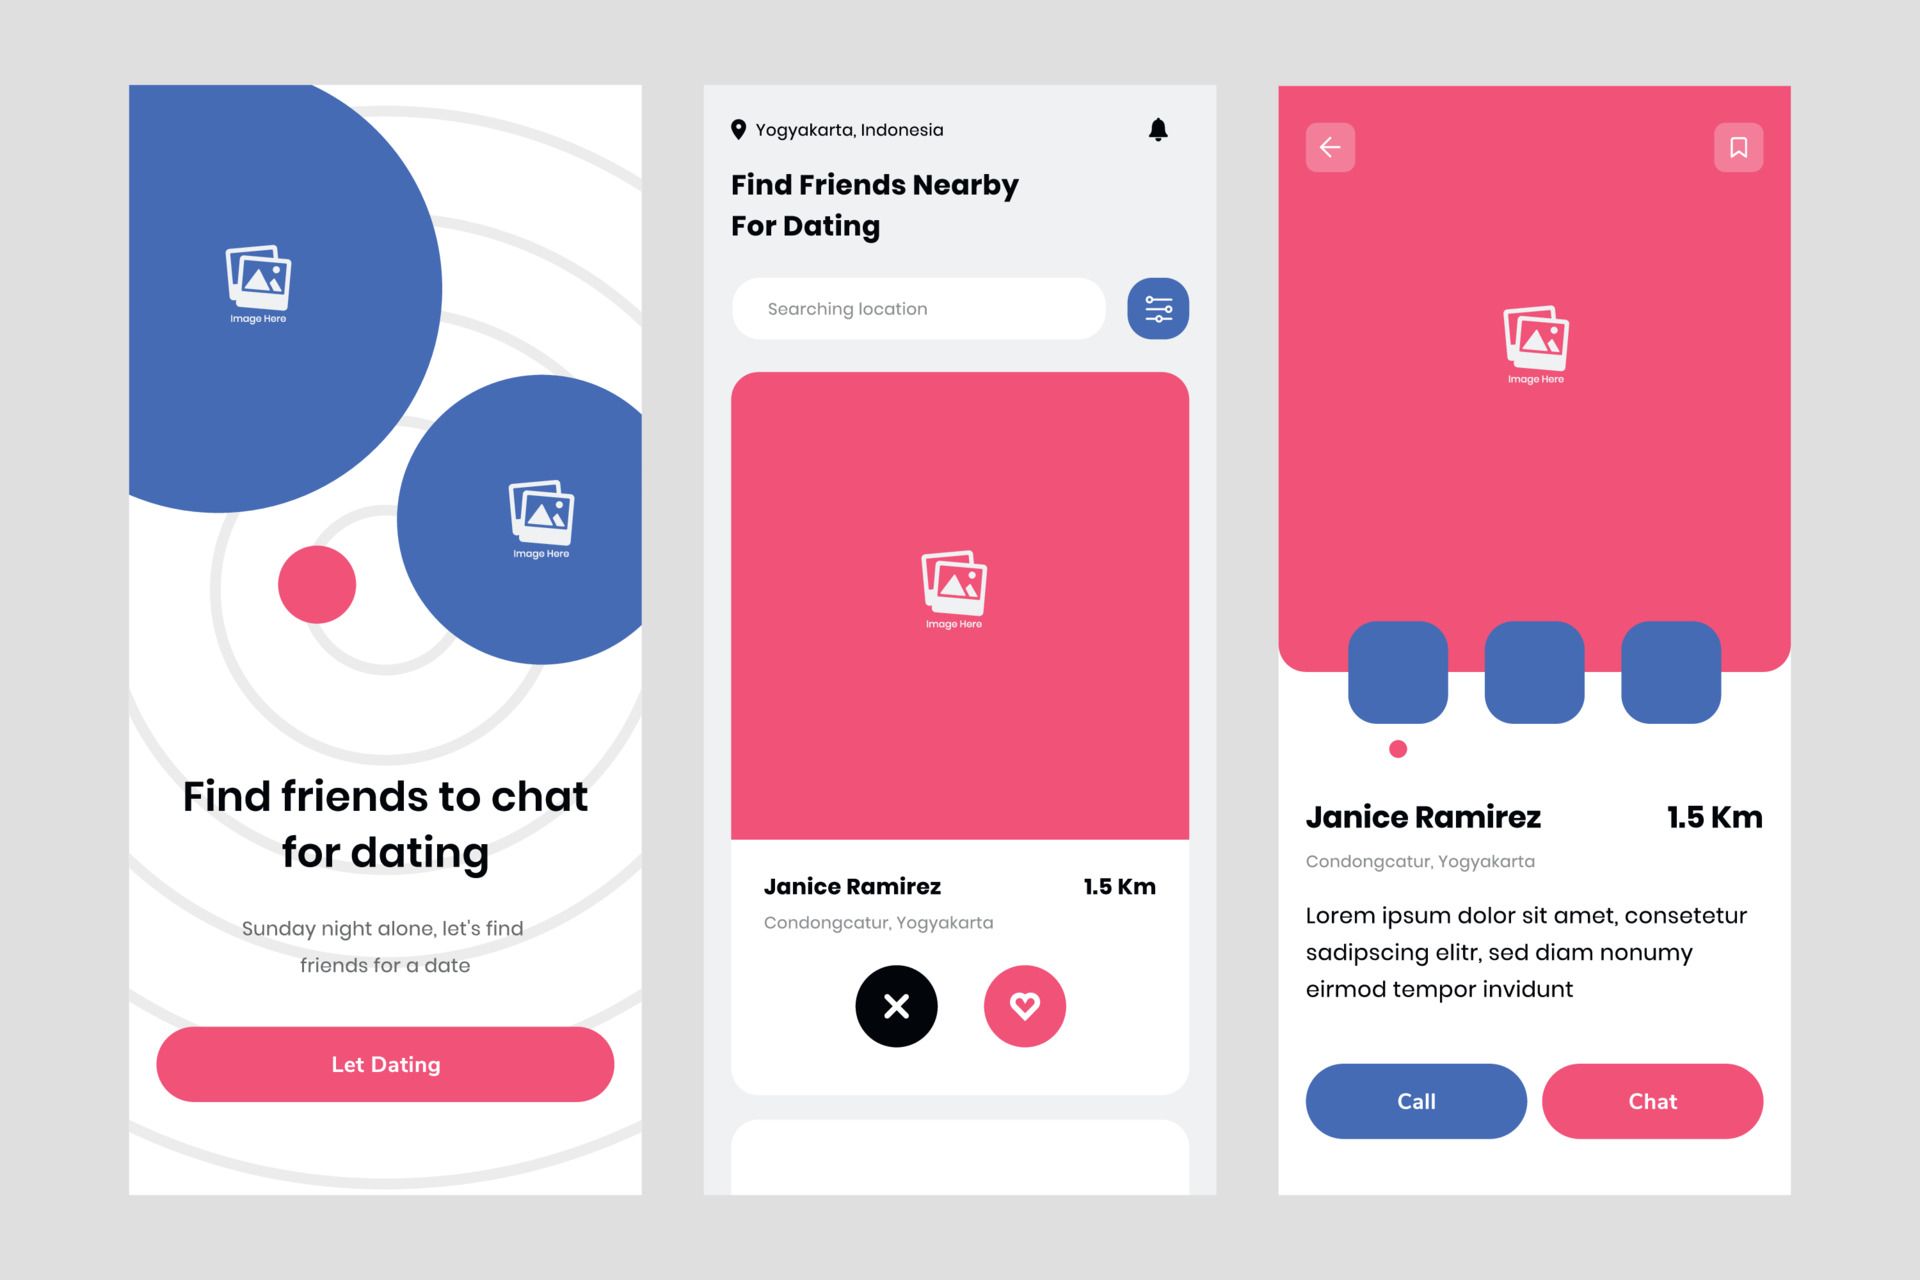 Image Here
Image Here
Find friends to chat
for dating
Sunday night alone, let's find
friends for a date
Let Dating
Yogyakarta, Indonesia
Find Friends Nearby
For Dating
Searching location
Image Here
Janice Ramirez
1.5 Km
Condongcatur, Yogyakarta
Image Here
Janice Ramirez
1.5 Km
Condongcatur, Yogyakarta
Lorem ipsum dolor sit amet, consetetur
sadipscing elitr, sed diam nonumy
eirmod tempor invidunt
Call
Chat